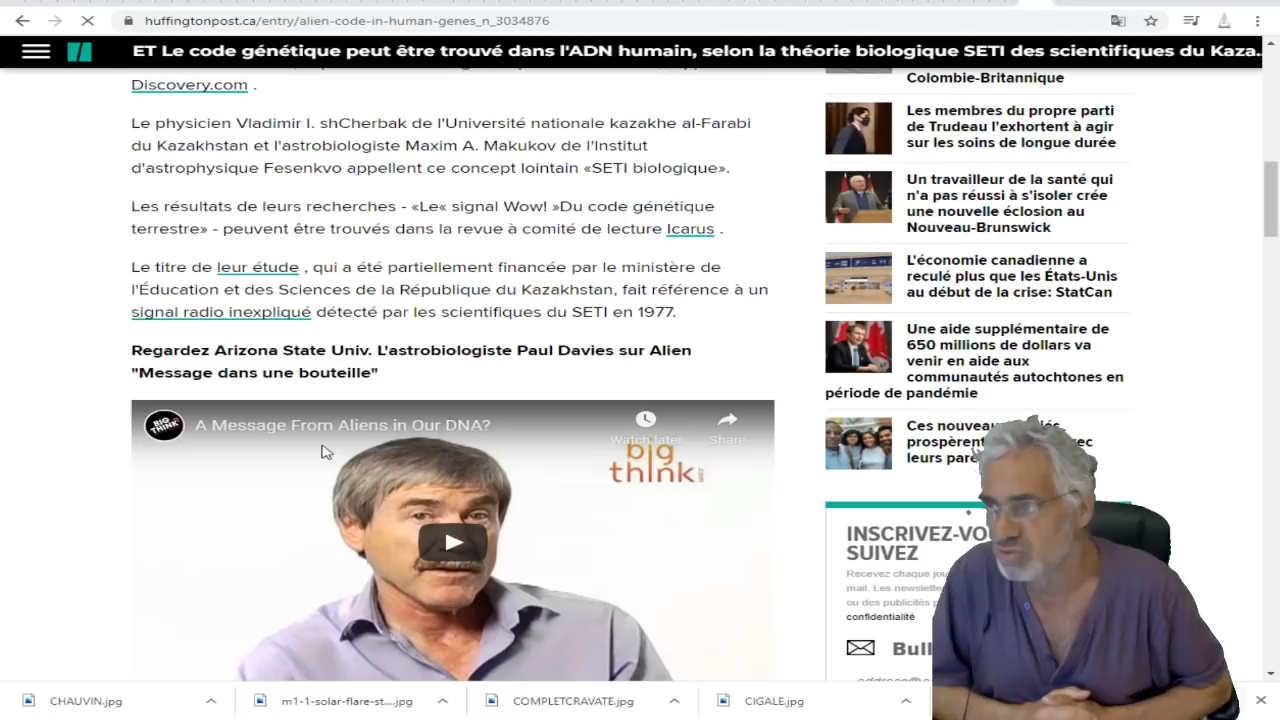 huffingtonpost.ca/entry/alien-code-in-human-genes_n_3034876
ET Le code génétique peut être trouvé dans l'ADN humain, selon la théorie biologique SETI des scientifiques du Kaza...
Discovery.com .
Le physicien Vladimir I. shCherbak de l'Université nationale kazakhe al-Farabi
du Kazakhstan et l'astrobiologiste Maxim A. Makukov de l'Institut
d'astrophysique Fesenkvo appellent ce concept lointain «SETI biologique».
Les résultats de leurs recherches - «Le« signal Wow! »Du code génétique
terrestre» - peuvent être trouvés dans la revue à comité de lecture Icarus .
Le titre de leur étude , qui a été partiellement financée par le ministère de
l'Éducation et des Sciences de la République du Kazakhstan, fait référence à un
signal radio inexpliqué détecté par les scientifiques du SETI en 1977.
Regardez Arizona State Univ. L'astrobiologiste Paul Davies sur Alien
"Message dans une bouteille"
BIG THINK
A Message From Aliens in Our DNA?
Watch later
Share
big
think
Colombie-Britannique
Les membres du propre parti
de Trudeau l'exhortent à agir
sur les soins de longue durée
Un travailleur de la santé qui
n'a pas réussi à s'isoler crée
une nouvelle éclosion au
Nouveau-Brunswick
L'économie canadienne a
reculé plus que les États-Unis
au début de la crise: StatCan
Une aide supplémentaire de
650 millions de dollars va
venir en aide aux
communautés autochtones en
période de pandémie
Ces
prospèrent
leurs
SUIVEZ
Recevez chaque
mail. Les
ou des publicités
confidentialité
CHAUVIN.jpg
m1-1-solar-flare-st....jpg
COMPLETCRAVATE.jpg
CIGALE.jpg